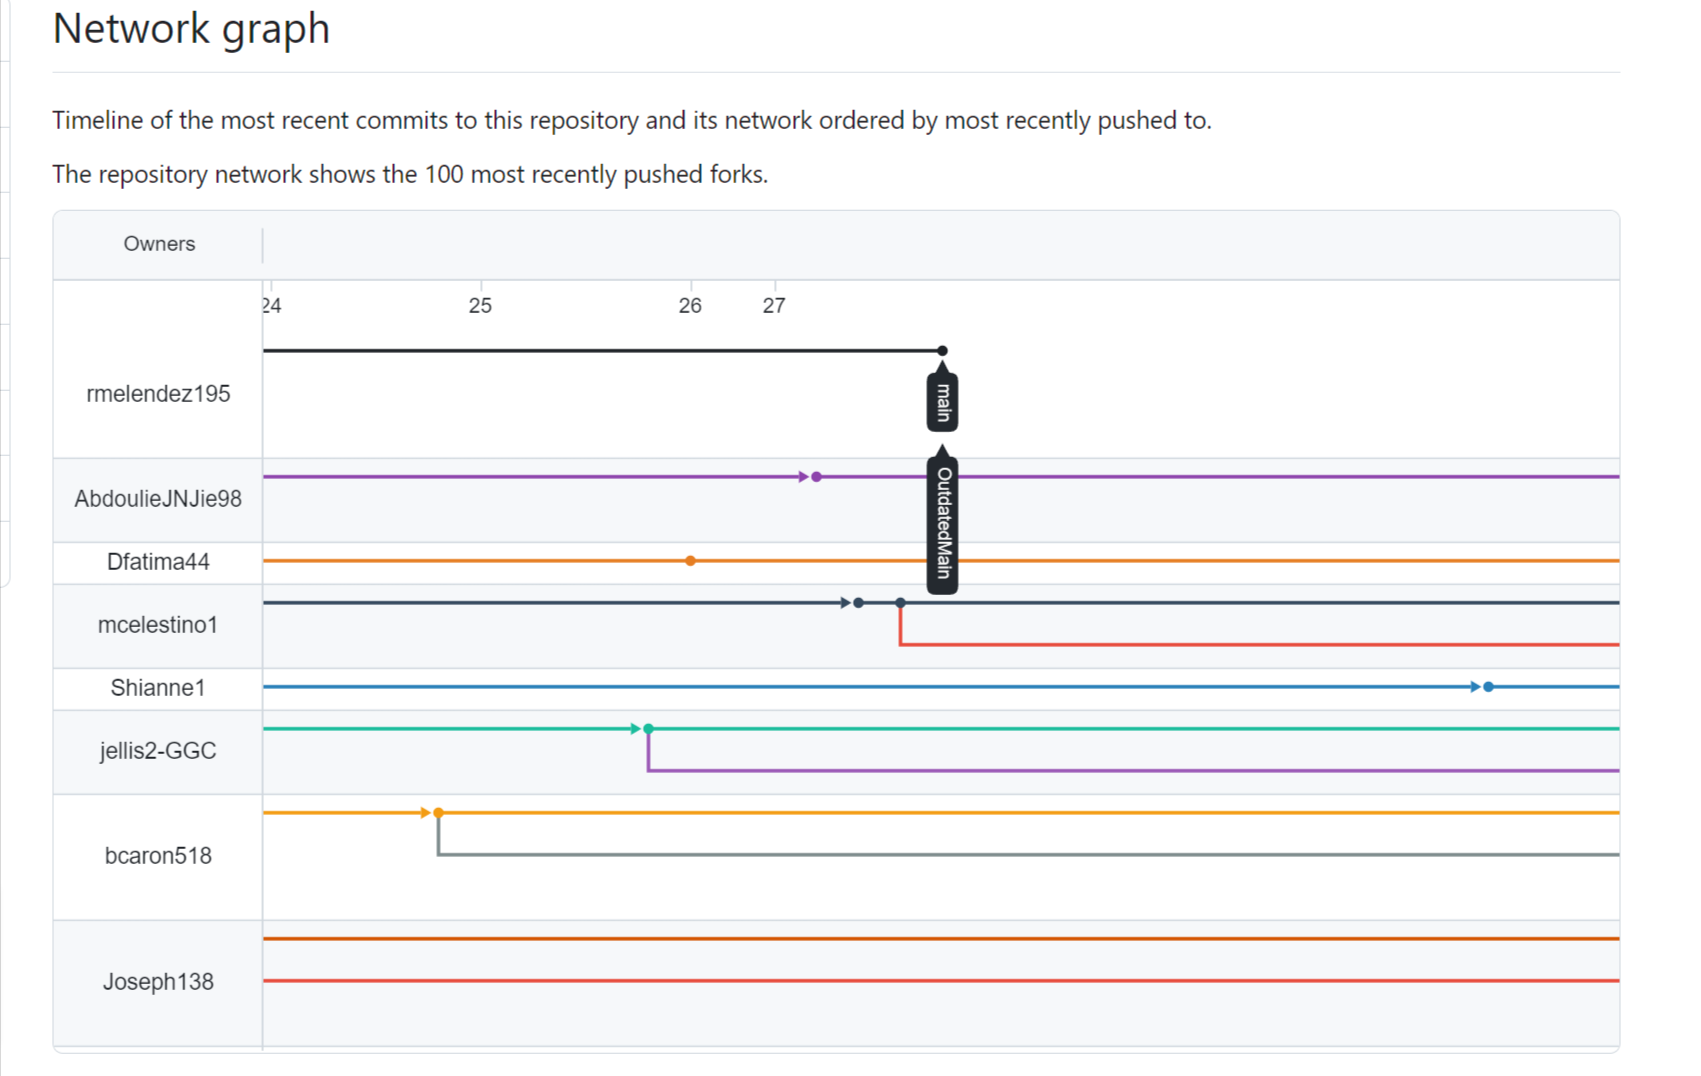 Network graph
Timeline of the most recent commits to this repository and its network ordered by most recently pushed to.
The repository network shows the 100 most recently pushed forks.
Owners
24 25 26 27
rmelendez195
main
AbdoulieJNJie98
OutdatedMain
Dfatima44
mcelestino1
Shianne1
jellis2-GGC
bcaron518
Joseph138